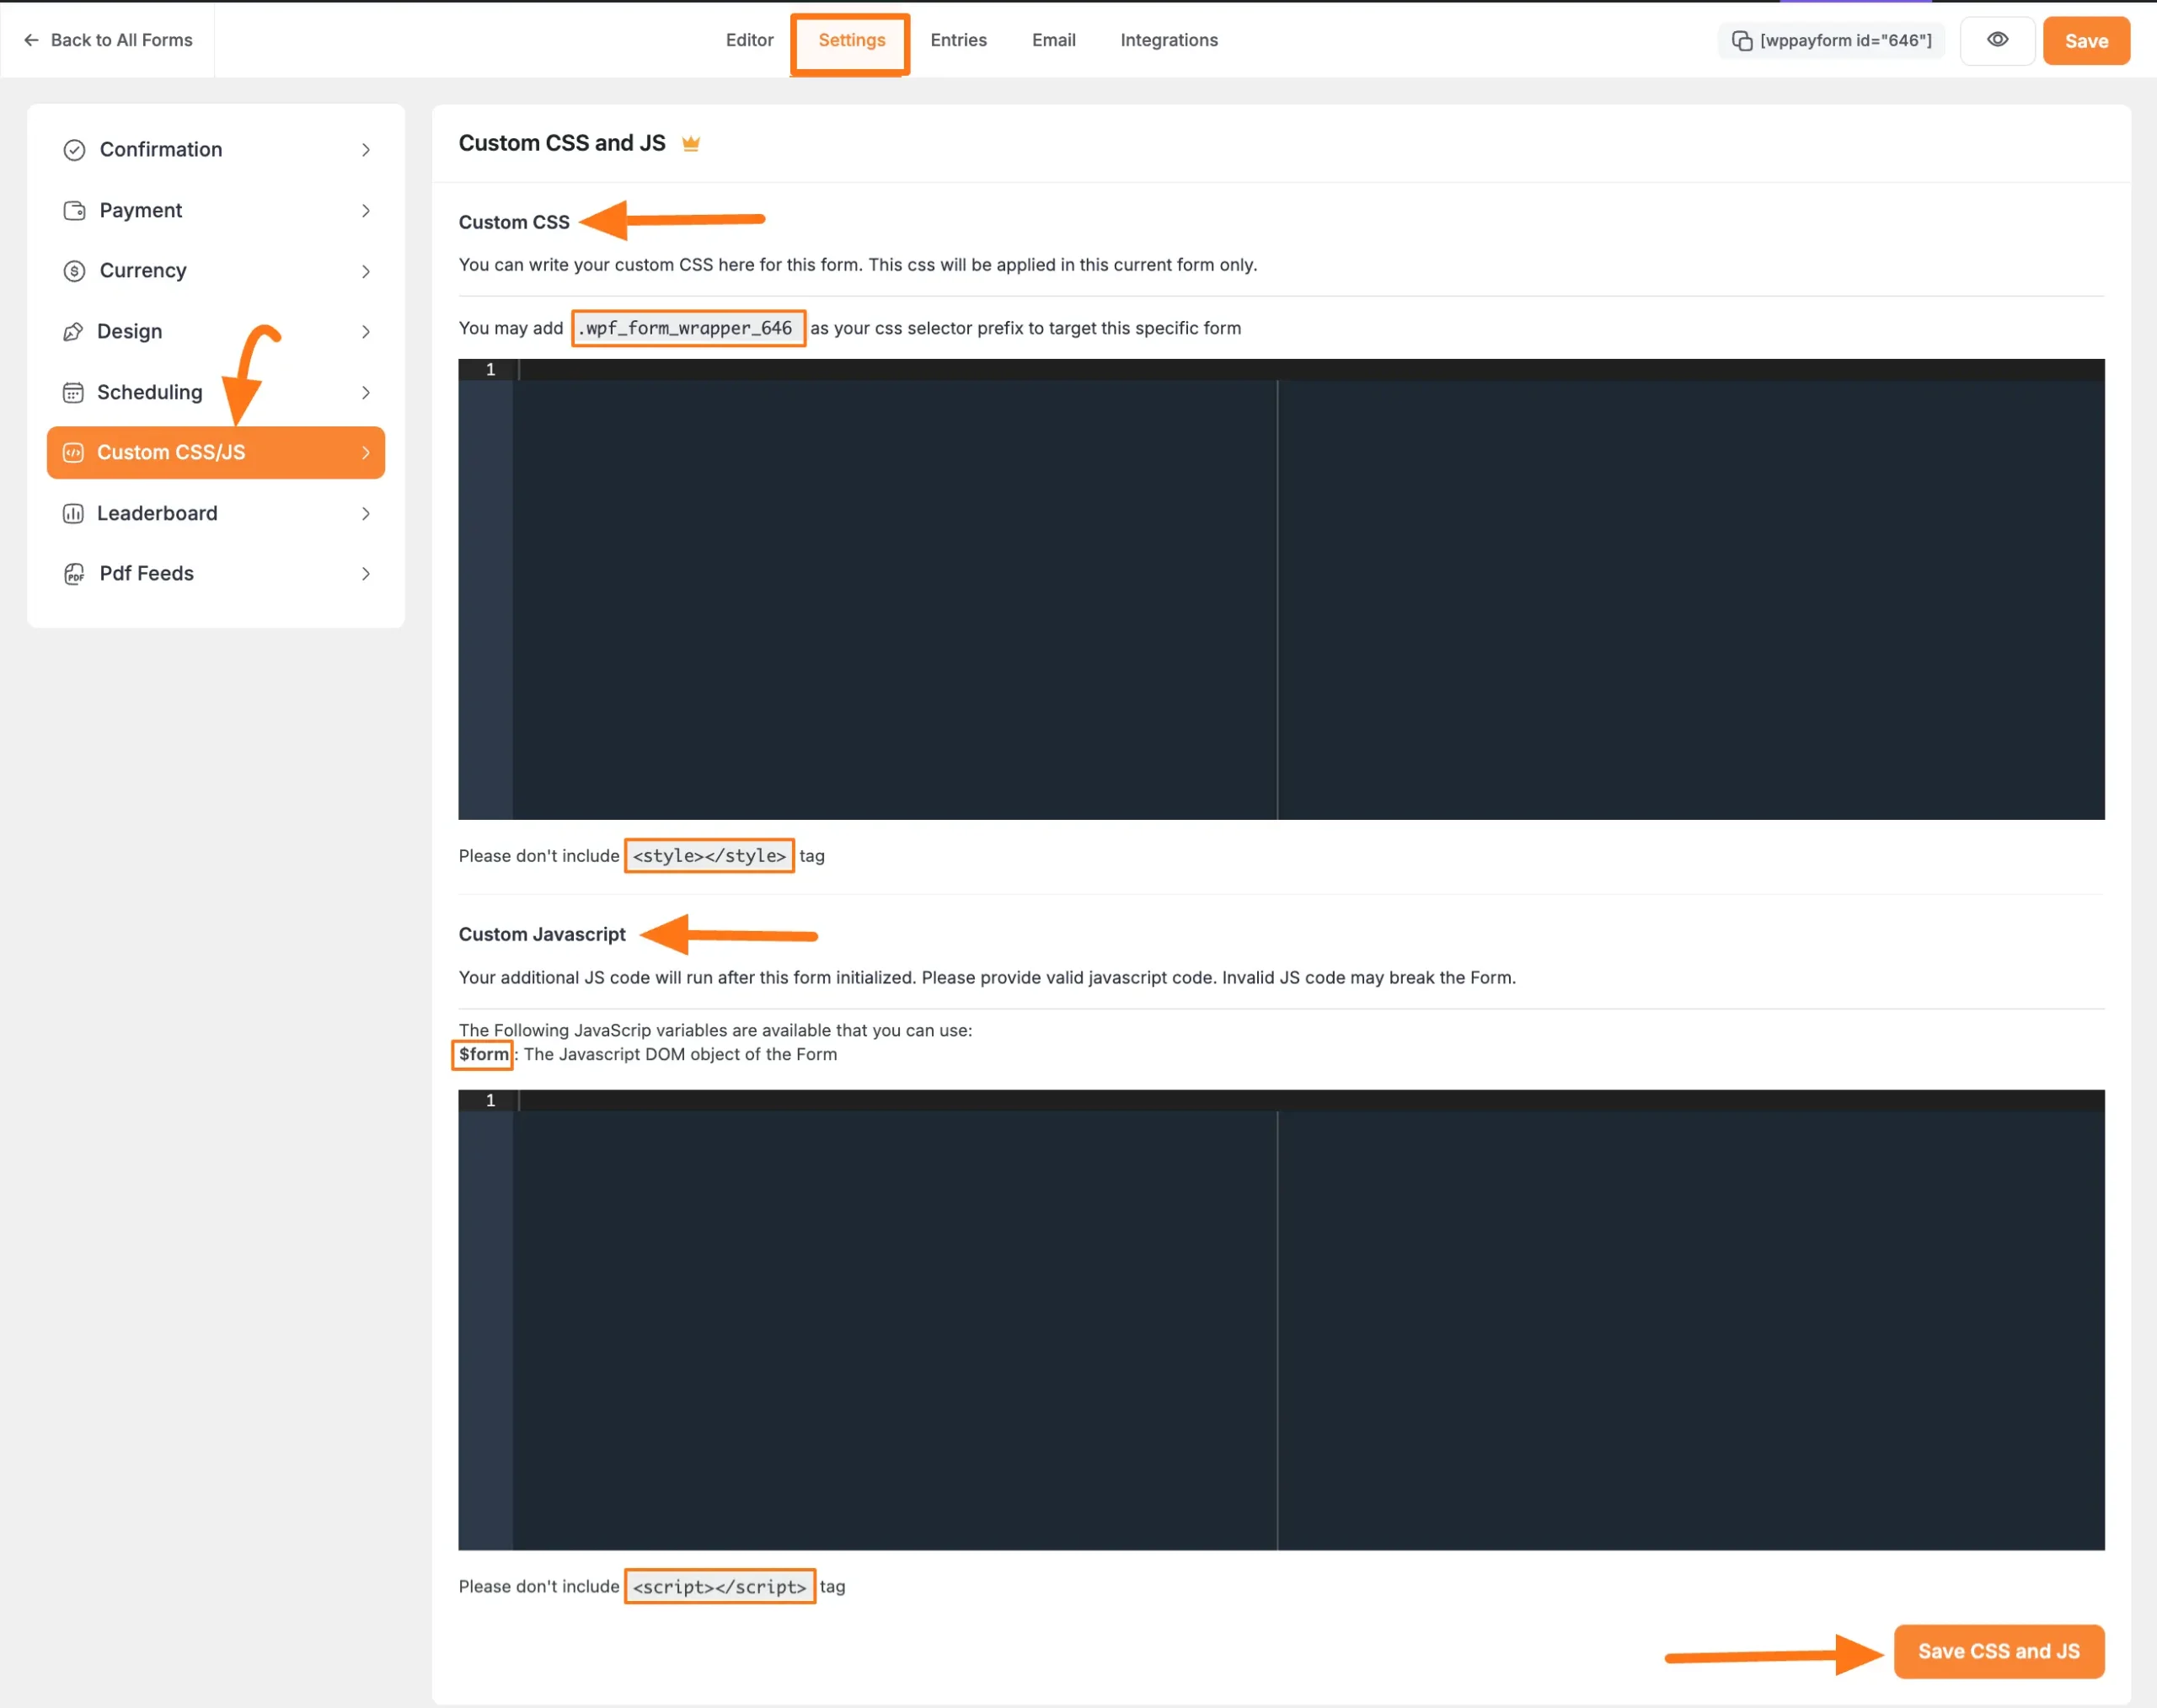 Back to All Forms
Editor
Settings
Entries
Email
Integrations
[wppayform id="646"]
Save
Confirmation
Payment
Currency
Design
Scheduling
Custom CSS/JS
Leaderboard
PDF
Pdf Feeds
Custom CSS and JS
Custom CSS
You can write your custom CSS here for this form. This css will be applied in this current form only.
You may add .wpf_form_wrapper_646 as your css selector prefix to target this specific form
1
Please don't include <style></style> tag
Custom Javascript
Your additional JS code will run after this form initialized. Please provide valid javascript code. Invalid JS code may break the Form.
The Following JavaScrip variables are available that you can use:
$form: The Javascript DOM object of the Form
1
Please don't include <script></script> tag
Save CSS and JS